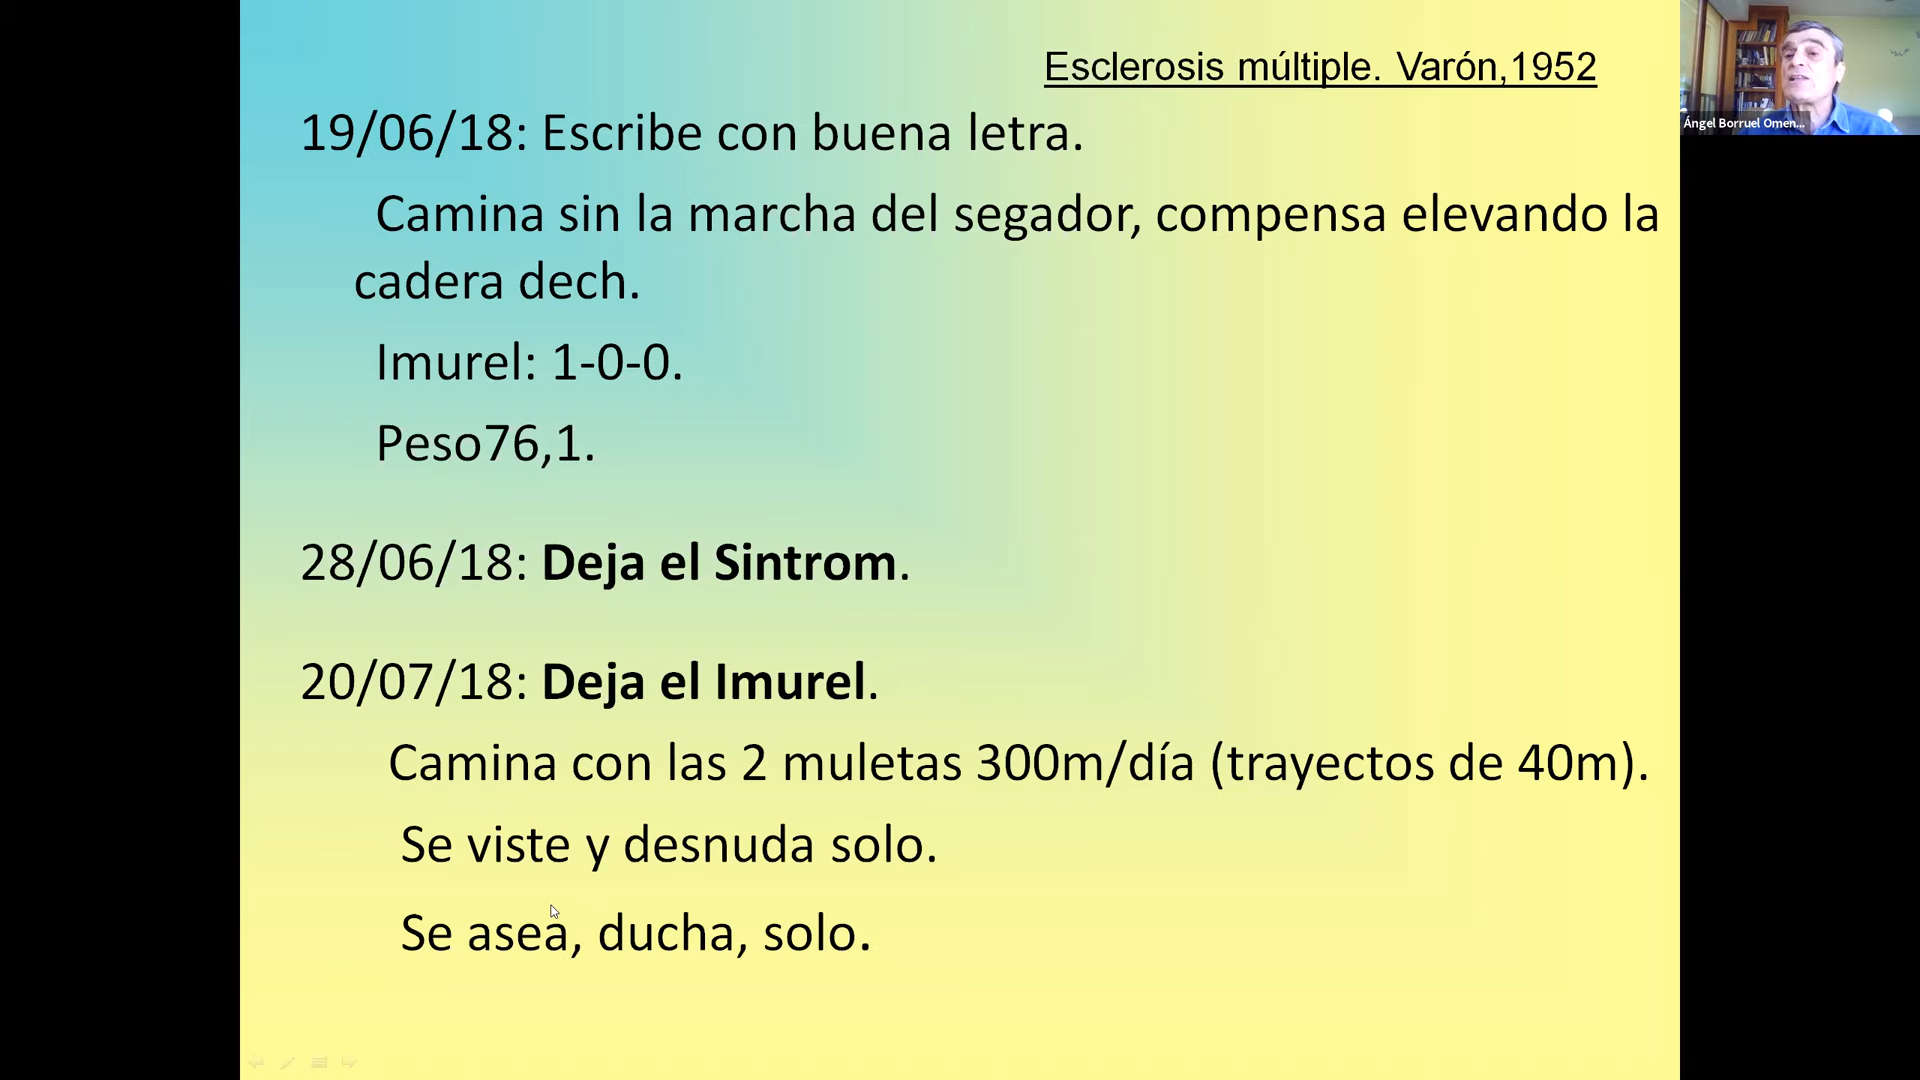 Esclerosis múltiple. Varón,1952
19/06/18: Escribe con buena letra.
Camina sin la marcha del segador, compensa elevando la
cadera dech.
Imurel: 1-0-0.
Peso76,1.
28/06/18: Deja el Sintrom.
20/07/18: Deja el Imurel.
Camina con las 2 muletas 300m/día (trayectos de 40m).
Se viste y desnuda solo.
Se asea, ducha, solo.
Ángel Borruel Omen...